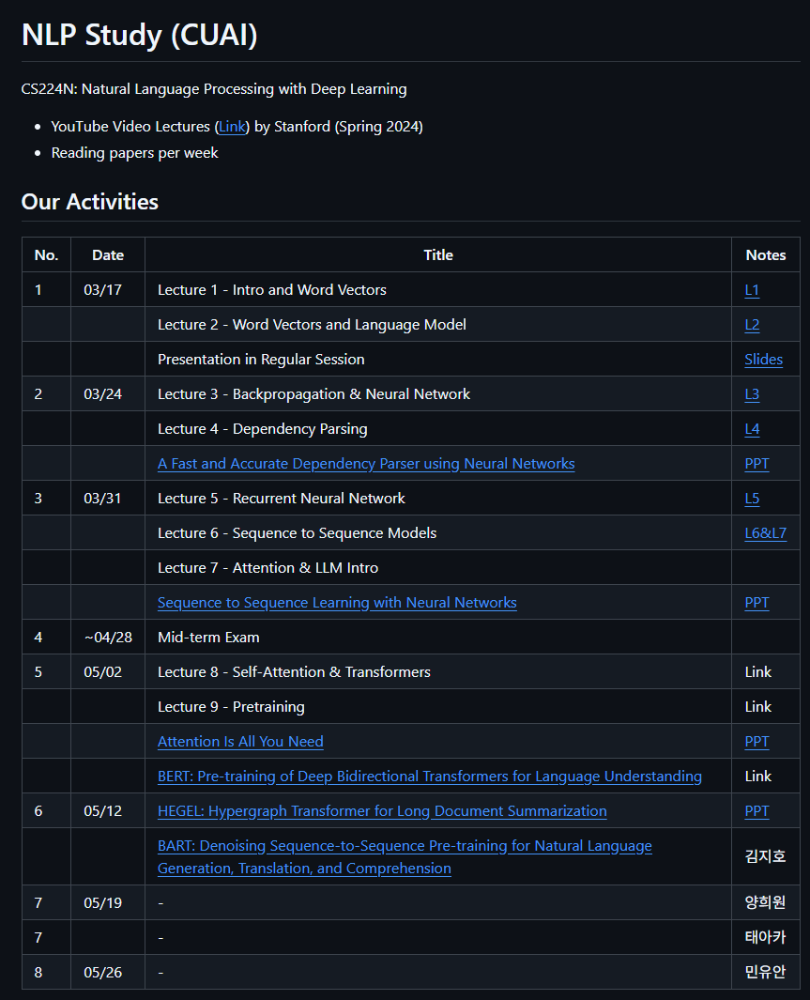 NLP Study (CUAI)
CS224N: Natural Language Processing with Deep Learning
• YouTube Video Lectures (Link) by Stanford (Spring 2024)
• Reading papers per week
Our Activities
No. Date Title Notes
1 03/17 Lecture 1 - Intro and Word Vectors L1
Lecture 2 - Word Vectors and Language Model L2
Presentation in Regular Session Slides
2 03/24 Lecture 3 - Backpropagation & Neural Network L3
Lecture 4 - Dependency Parsing L4
A Fast and Accurate Dependency Parser using Neural Networks PPT
3 03/31 Lecture 5 - Recurrent Neural Network L5
Lecture 6 - Sequence to Sequence Models L6&L7
Lecture 7 - Attention & LLM Intro
Sequence to Sequence Learning with Neural Networks PPT
4 ~04/28 Mid-term Exam
5 05/02 Lecture 8 - Self-Attention & Transformers Link
Lecture 9 - Pretraining Link
Attention Is All You Need PPT
BERT: Pre-training of Deep Bidirectional Transformers for Language Understanding Link
6 05/12 HEGEL: Hypergraph Transformer for Long Document Summarization PPT
BART: Denoising Sequence-to-Sequence Pre-training for Natural Language
Generation, Translation, and Comprehension 김지호
7 05/19 - 양희원
7 - 태아카
8 05/26 - 민유안